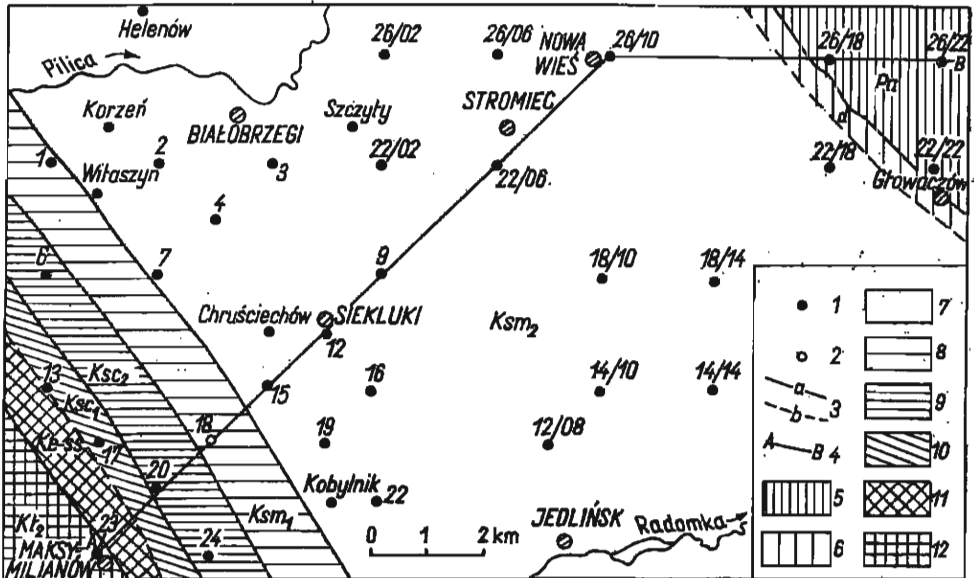 Helenów
Pilica
26/02
26/06
NOWA
WIEŚ
26/10
26/18
26/22
B
Korzeń
BIAŁOBRZEGI
Szczyty
STROMIEC
1
2
3
22/02
22/06
22/18
22/22
Głowaczów
Witaszyn
4
6
7
9
18/10
18/14
Chruściechów
SIEKLUKI
12
Ksm₂
13
Ksc₂
Ksc₁
15
16
14/10
14/14
17
18
19
12/08
20
Kobylnik
22
Ksm₁
23
24
Kt₂
MAKSY-
MILIANÓW
0 1 2 km
JEDLIŃSK
Radomka
1
2
a
b
3
A
B
4
5
6
7
8
9
10
11
12